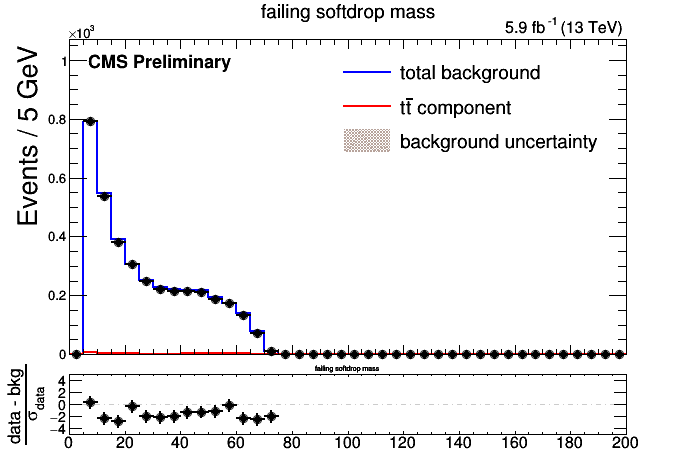 failing softdrop mass
5.9 fb⁻¹ (13 TeV)
×10³
CMS Preliminary
total background
tt̄ component
background uncertainty
Events / 5 GeV
1
0.8
0.6
0.4
0.2
0
failing softdrop mass
data - bkg
σ data
4
2
0
−2
−4
0 20 40 60 80 100 120 140 160 180 200